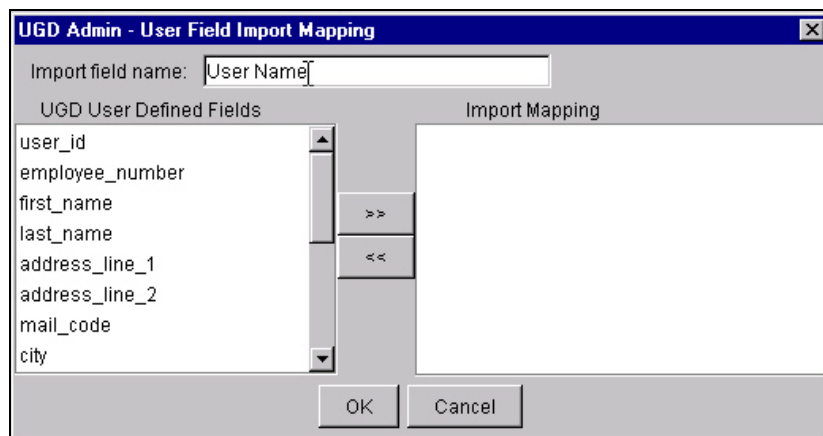 UGD Admin - User Field Import Mapping
Import field name: User Name
UGD User Defined Fields
Import Mapping
user_id
employee_number
first_name
last_name
address_line_1
address_line_2
mail_code
city
>>
<<
OK
Cancel